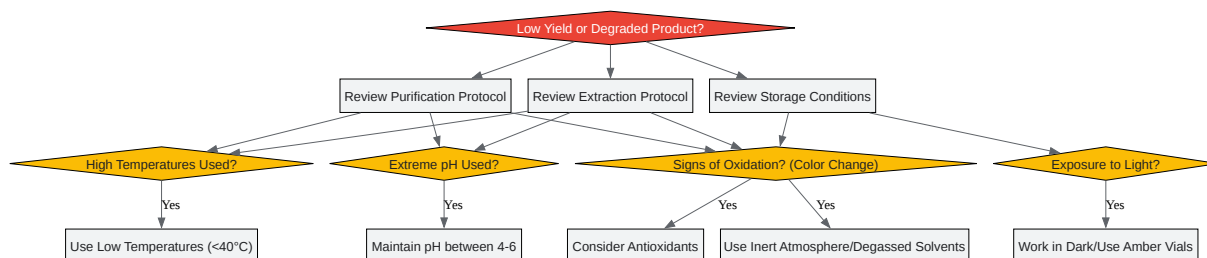 Low Yield or Degraded Product?
Review Purification Protocol
Review Extraction Protocol
Review Storage Conditions
High Temperatures Used?
Extreme pH Used?
Signs of Oxidation? (Color Change)
Exposure to Light?
Yes
Yes
Yes
Yes
Yes
Use Low Temperatures (<40°C)
Maintain pH between 4-6
Consider Antioxidants
Use Inert Atmosphere/Degassed Solvents
Work in Dark/Use Amber Vials